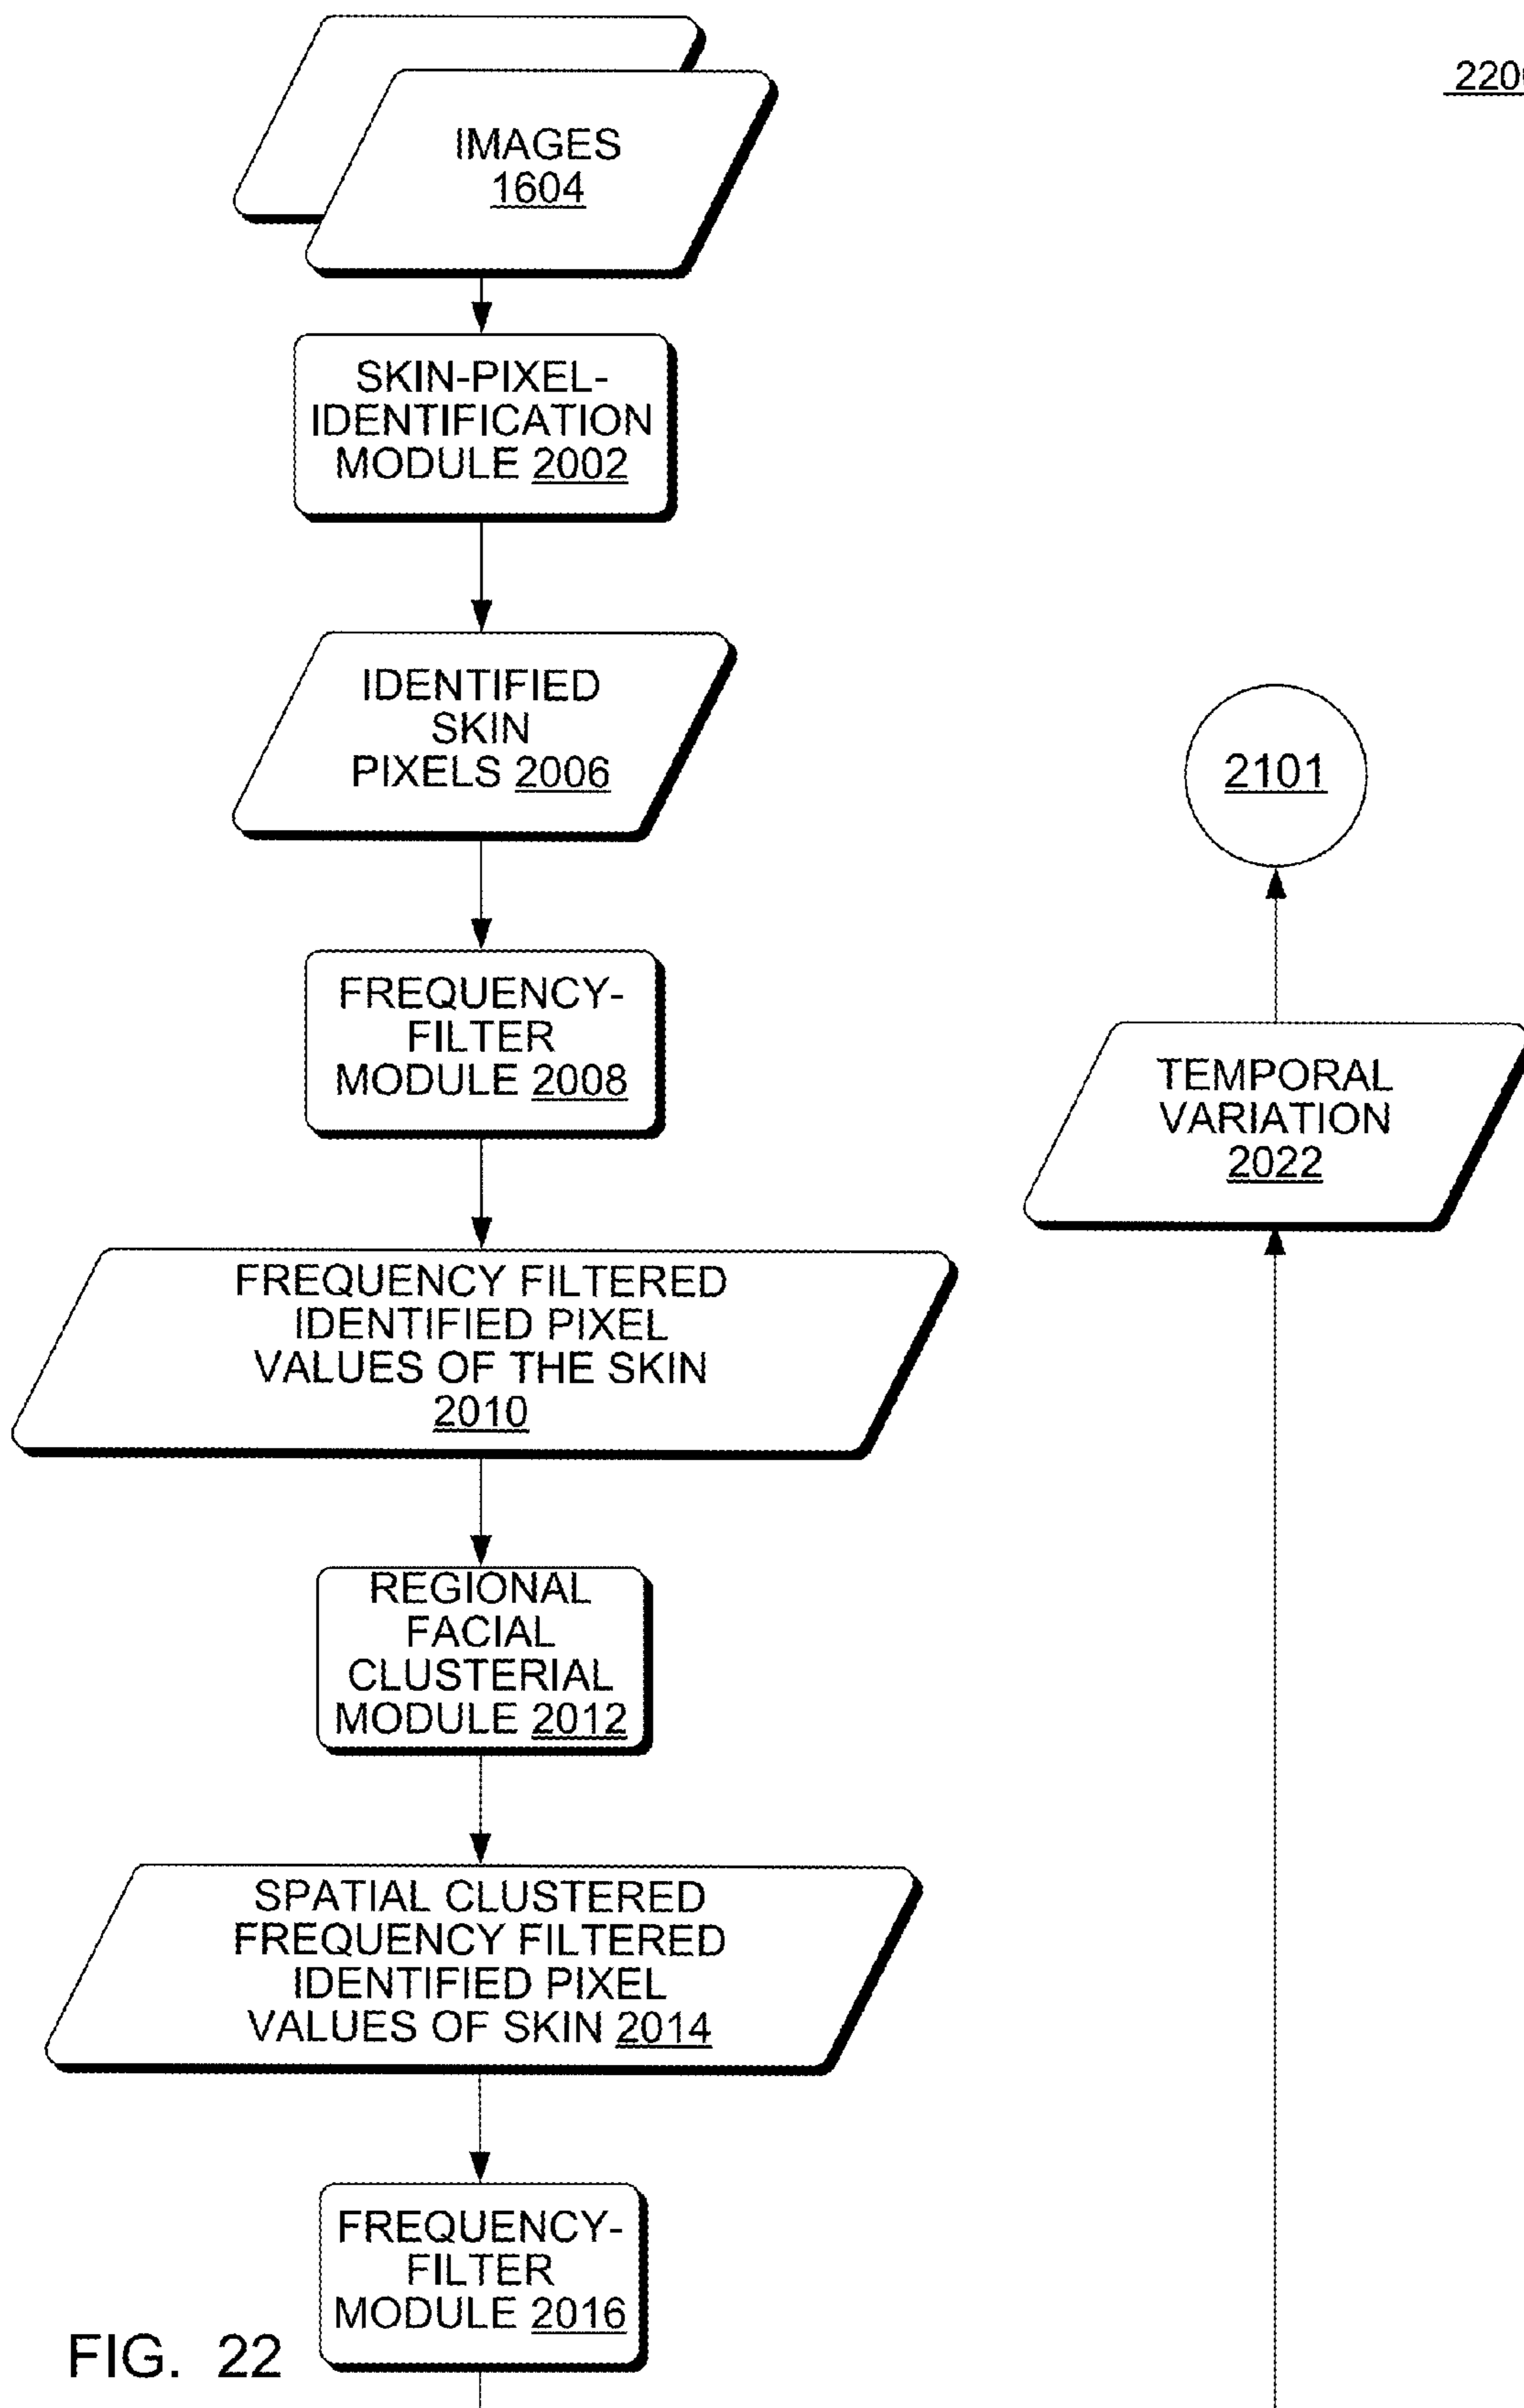 2200
IMAGES
1604
SKIN-PIXEL-
IDENTIFICATION
MODULE 2002
IDENTIFIED
SKIN
PIXELS 2006
2101
FREQUENCY-
FILTER
MODULE 2008
TEMPORAL
VARIATION
2022
FREQUENCY FILTERED
IDENTIFIED PIXEL
VALUES OF THE SKIN
2010
REGIONAL
FACIAL
CLUSTERIAL
MODULE 2012
SPATIAL CLUSTERED
FREQUENCY FILTERED
IDENTIFIED PIXEL
VALUES OF SKIN 2014
FREQUENCY-
FILTER
MODULE 2016
FIG. 22